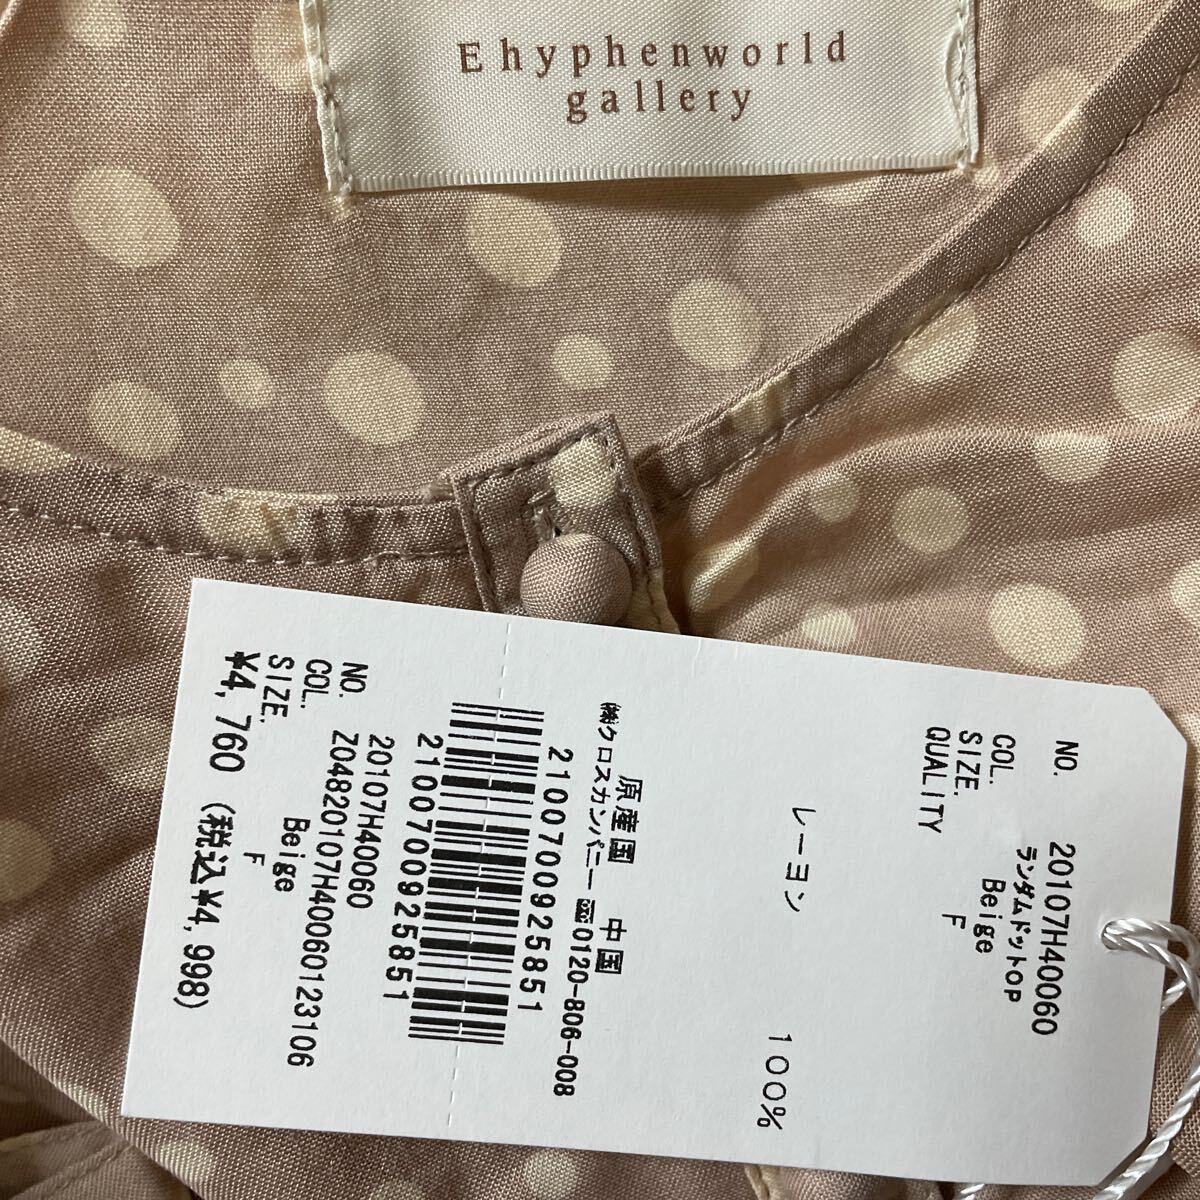 Ehyphenworld
gallery
NO. 20107H40060
ランダムドットOP
COL. Beige
SIZE. F
QUALITY
レーヨン 100%
原産国 中国
㈱クロスカンパニー 0120-806-008
2100700925851
2100700925851
20107H40060
NO. Z04820107H40060123106
COL. Beige
SIZE. F
¥4,760 (税込¥4,998)